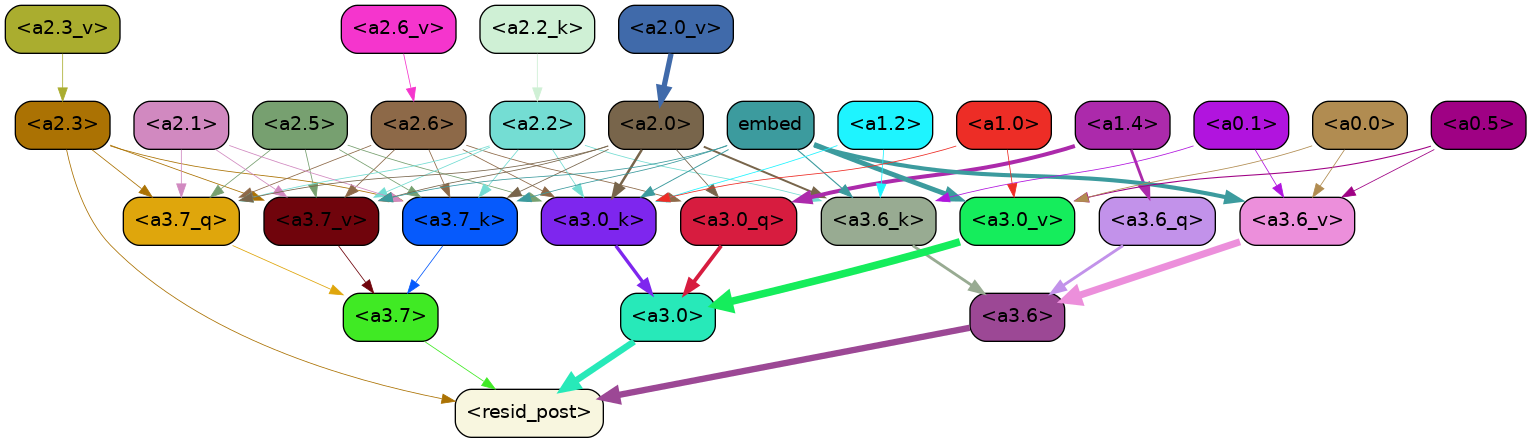 <a2.3_v> <a2.6_v> <a2.2_k> <a2.0_v>
<a2.3> <a2.1> <a2.5> <a2.6> <a2.2> <a2.0> embed <a1.2> <a1.0> <a1.4> <a0.1> <a0.0> <a0.5>
<a3.7_q> <a3.7_v> <a3.7_k> <a3.0_k> <a3.0_q> <a3.6_k> <a3.0_v> <a3.6_q> <a3.6_v>
<a3.7> <a3.0> <a3.6>
<resid_post>